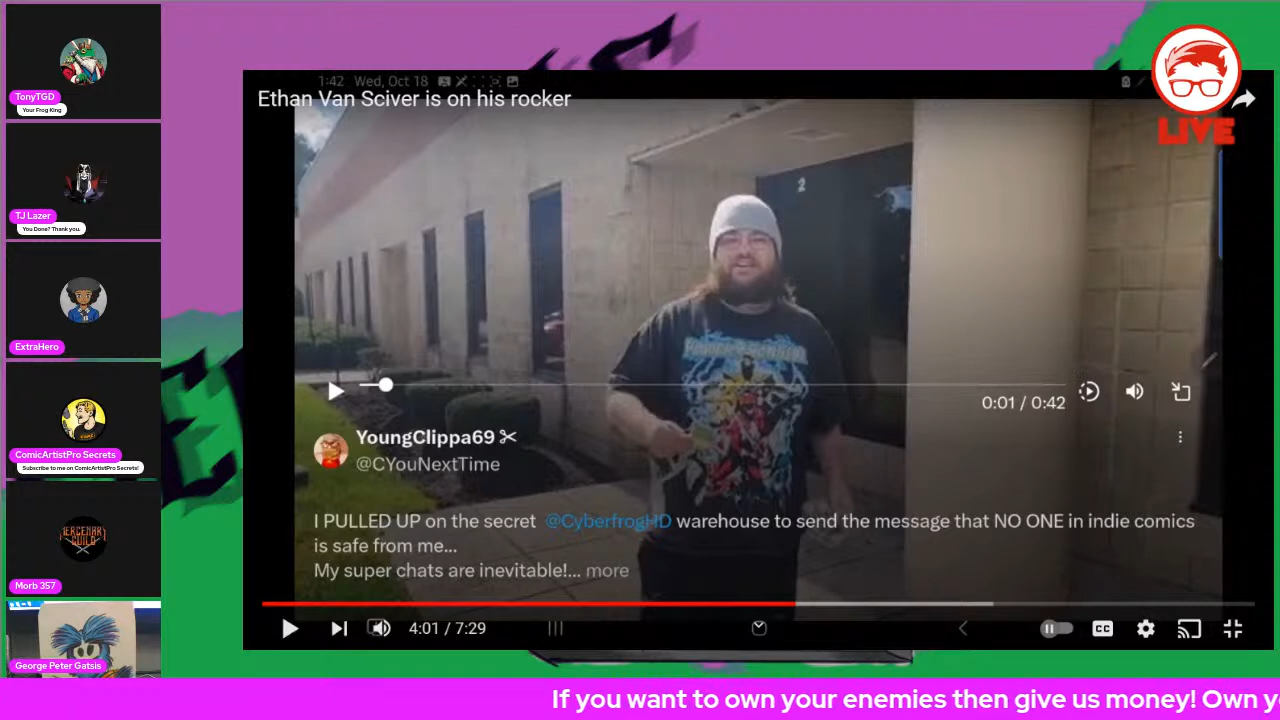 TonyTGD
Your Frog King
TJ Lazer
You Done? Thank you.
ExtraHero
ComicArtistPro Secrets
Subscribe to me on ComicArtistPro Secrets!
MERCENARY
GUILD
Morb 357
George Peter Gatsis
1:42 Wed, Oct 18
Ethan Van Sciver is on his rocker
LIVE
2
0:01 / 0:42
YoungClippa69 ✂
@CYouNextTime
I PULLED UP on the secret @CyberfrogHD warehouse to send the message that NO ONE in indie comics
is safe from me...
My super chats are inevitable!... more
4:01 / 7:29
CC
If you want to own your enemies then give us money! Own y